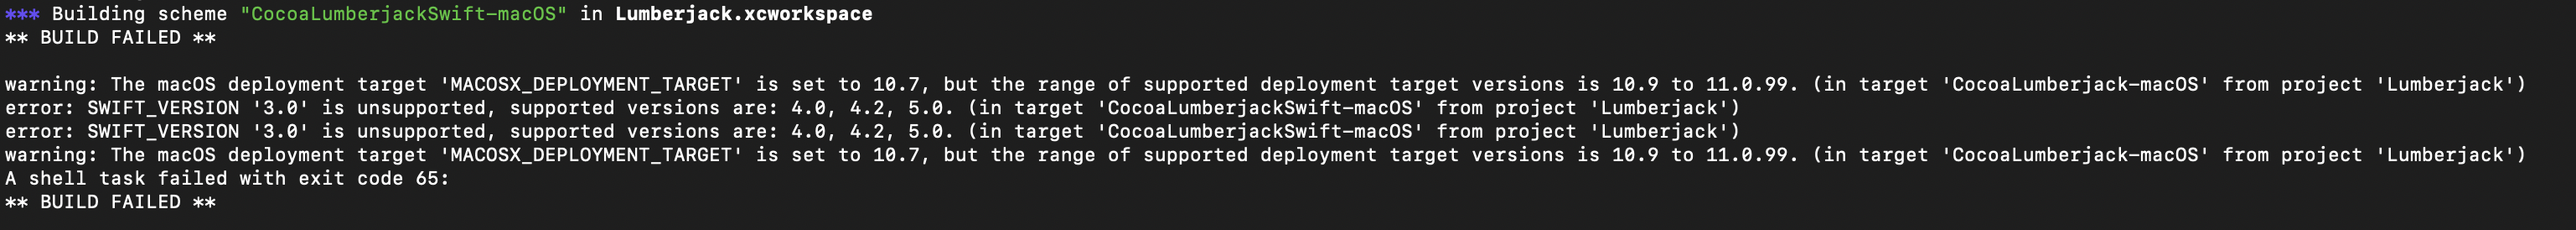 *** Building scheme "CocoaLumberjackSwift-macOS" in Lumberjack.xcworkspace
** BUILD FAILED **
warning: The macOS deployment target 'MACOSX_DEPLOYMENT_TARGET' is set to 10.7, but the range of supported deployment target versions is 10.9 to 11.0.99. (in target 'CocoaLumberjack-macOS' from project 'Lumberjack')
error: SWIFT_VERSION '3.0' is unsupported, supported versions are: 4.0, 4.2, 5.0. (in target 'CocoaLumberjackSwift-macOS' from project 'Lumberjack')
error: SWIFT_VERSION '3.0' is unsupported, supported versions are: 4.0, 4.2, 5.0. (in target 'CocoaLumberjackSwift-macOS' from project 'Lumberjack')
warning: The macOS deployment target 'MACOSX_DEPLOYMENT_TARGET' is set to 10.7, but the range of supported deployment target versions is 10.9 to 11.0.99. (in target 'CocoaLumberjack-macOS' from project 'Lumberjack')
A shell task failed with exit code 65:
** BUILD FAILED **